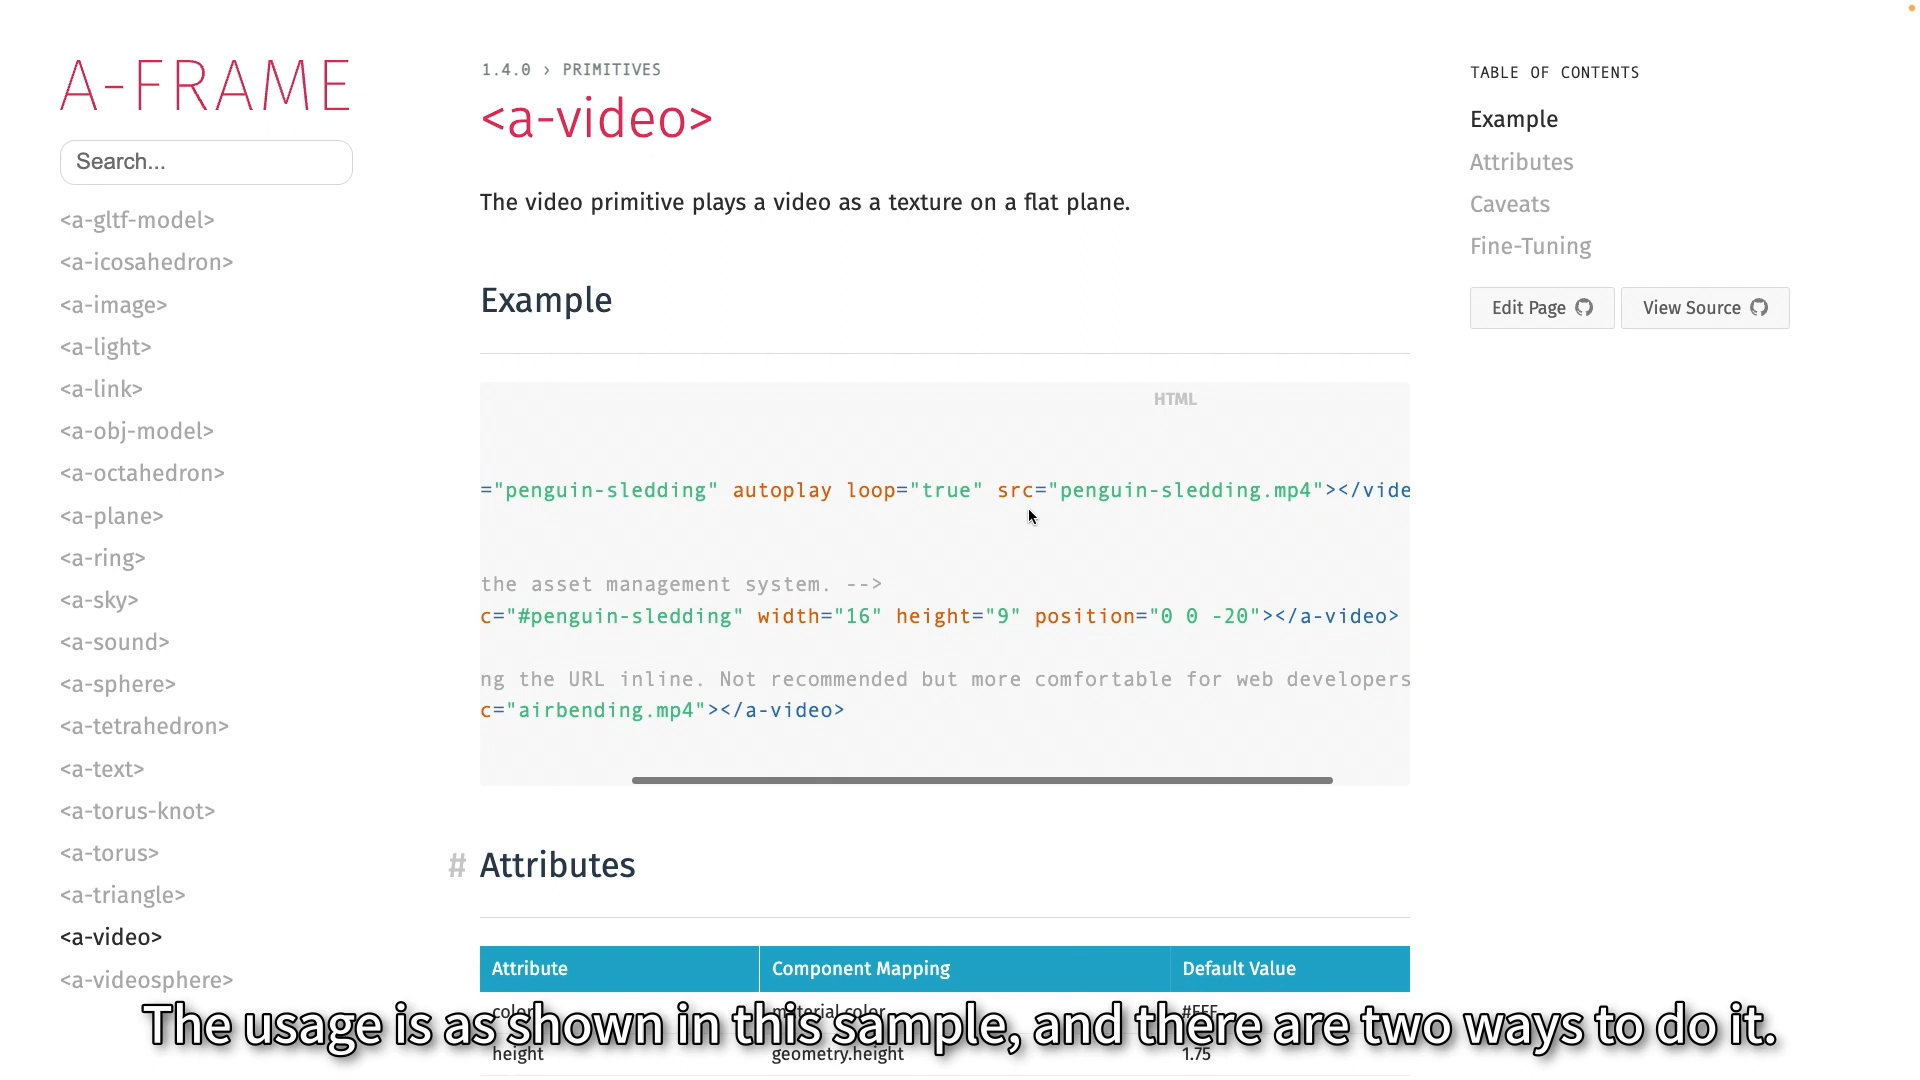 A-FRAME
Search...
<a-gltf-model>
<a-icosahedron>
<a-image>
<a-light>
<a-link>
<a-obj-model>
<a-octahedron>
<a-plane>
<a-ring>
<a-sky>
<a-sound>
<a-sphere>
<a-tetrahedron>
<a-text>
<a-torus-knot>
<a-torus>
<a-triangle>
<a-video>
<a-videosphere>
1.4.0 › PRIMITIVES
<a-video>
The video primitive plays a video as a texture on a flat plane.
Example
HTML
="penguin-sledding" autoplay loop="true" src="penguin-sledding.mp4"></vide
the asset management system. -->
c="#penguin-sledding" width="16" height="9" position="0 0 -20"></a-video>
ng the URL inline. Not recommended but more comfortable for web developers
c="airbending.mp4"></a-video>
# Attributes
Attribute Component Mapping Default Value
color material.color #FFF
height geometry.height 1.75
TABLE OF CONTENTS
Example
Attributes
Caveats
Fine-Tuning
Edit Page View Source
The usage is as shown in this sample, and there are two ways to do it.